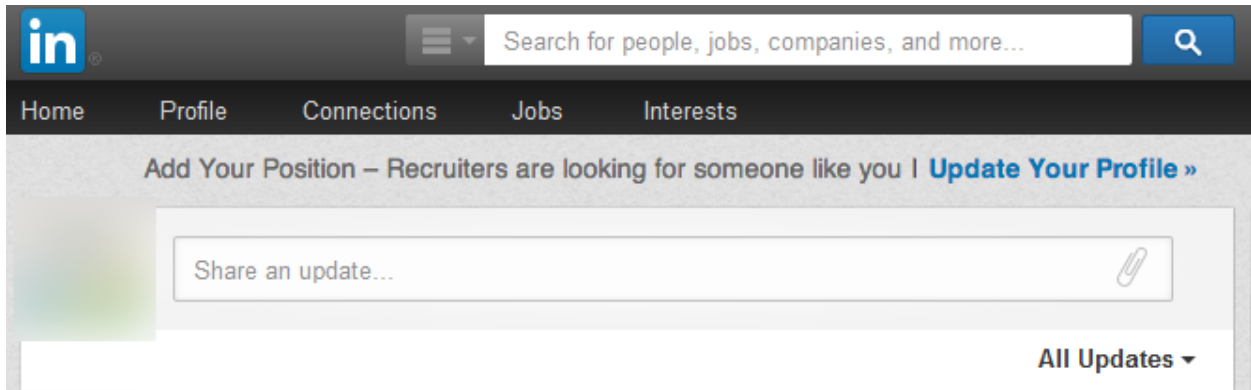 in®
Search for people, jobs, companies, and more...
Home Profile Connections Jobs Interests
Add Your Position – Recruiters are looking for someone like you | Update Your Profile »
Share an update...
All Updates